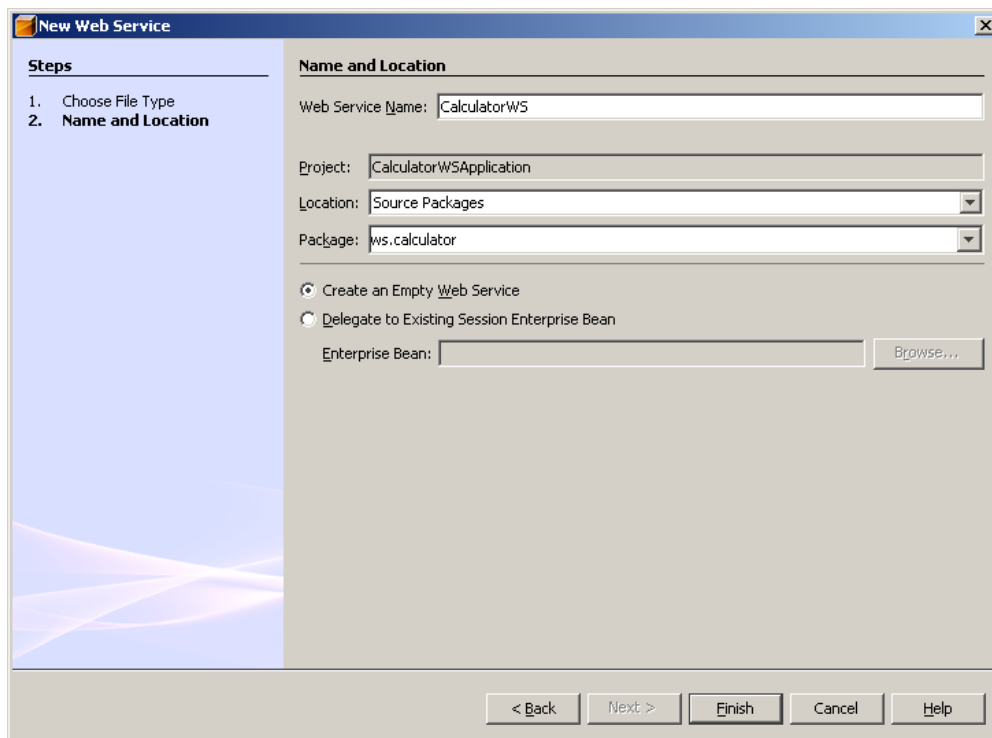 New Web Service
Steps
1. Choose File Type
2. Name and Location
Name and Location
Web Service Name: CalculatorWS
Project: CalculatorWSApplication
Location: Source Packages
Package: ws.calculator
Create an Empty Web Service
Delegate to Existing Session Enterprise Bean
Enterprise Bean: Browse...
< Back Next > Finish Cancel Help